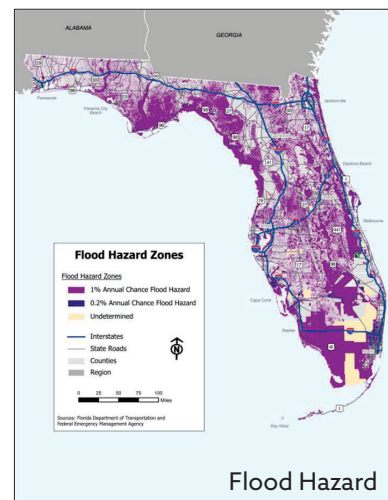 ALABAMA
GEORGIA
Pensacola
Panama City
Beach
Jacksonville
Daytona Beach
Melbourne
Cape Coral
Naples
Key West
1
Flood Hazard Zones
Flood Hazard Zones
1% Annual Chance Flood Hazard
0.2% Annual Chance Flood Hazard
Undetermined
Interstates
State Roads
Counties
Region
N
0 25 50 75 100
Miles
Sources: Florida Department of Transportation and
Federal Emergency Management Agency
Flood Hazard